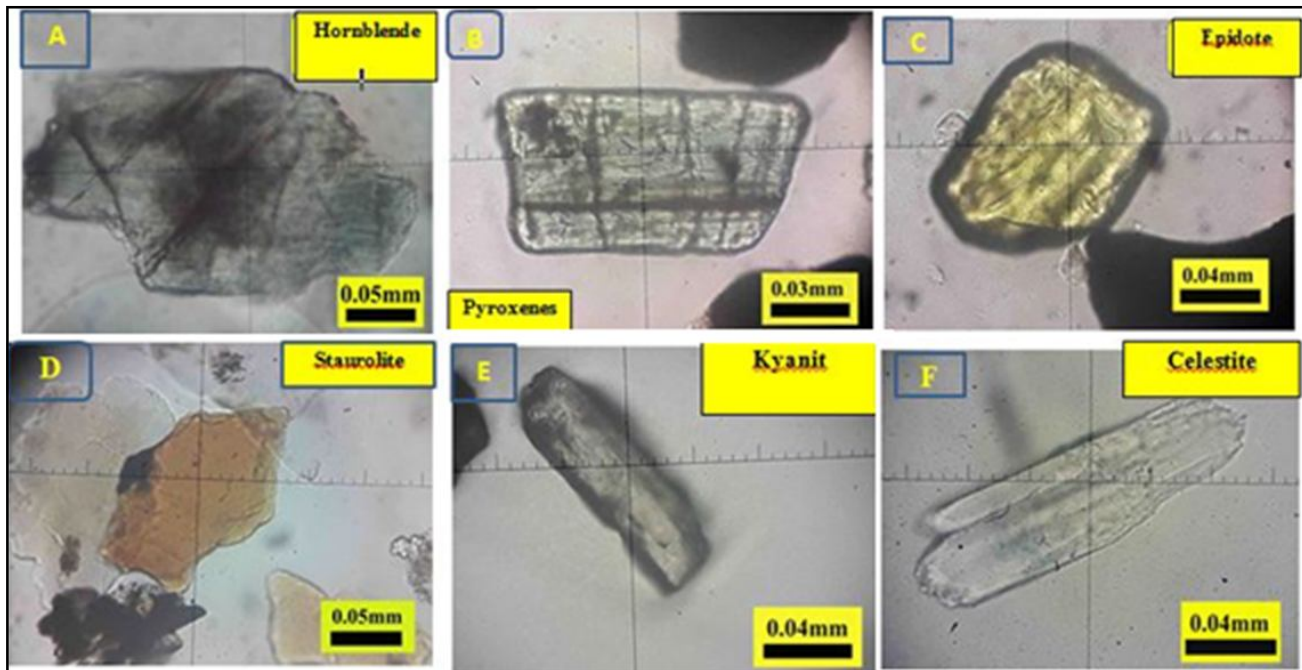 A
Hornblende
0.05mm
B
Pyroxenes
0.03mm
C
Epidote
0.04mm
D
Staurolite
0.05mm
E
Kyanit
0.04mm
F
Celestite
0.04mm